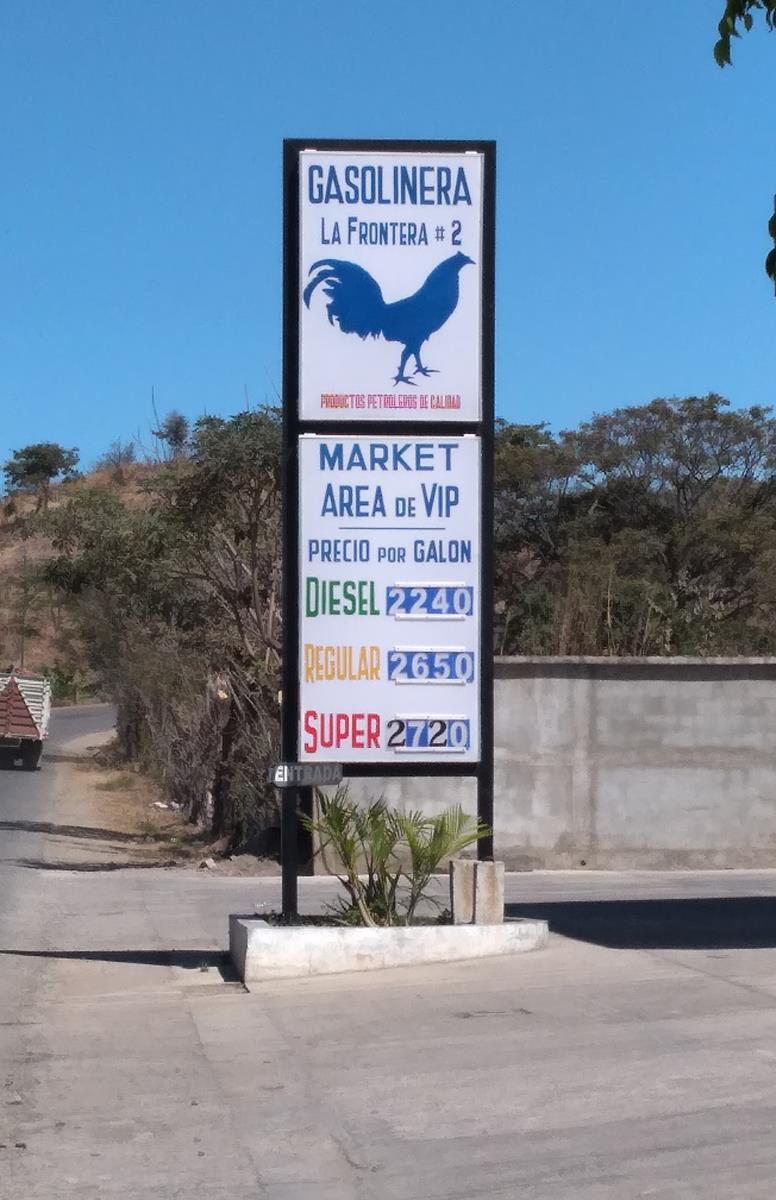 GASOLINERA
LA FRONTERA # 2
PRODUCTOS PETROLEROS DE CALIDAD
MARKET
AREA DE VIP
PRECIO POR GALON
DIESEL 2240
REGULAR 2650
SUPER 2720
ENTRADA